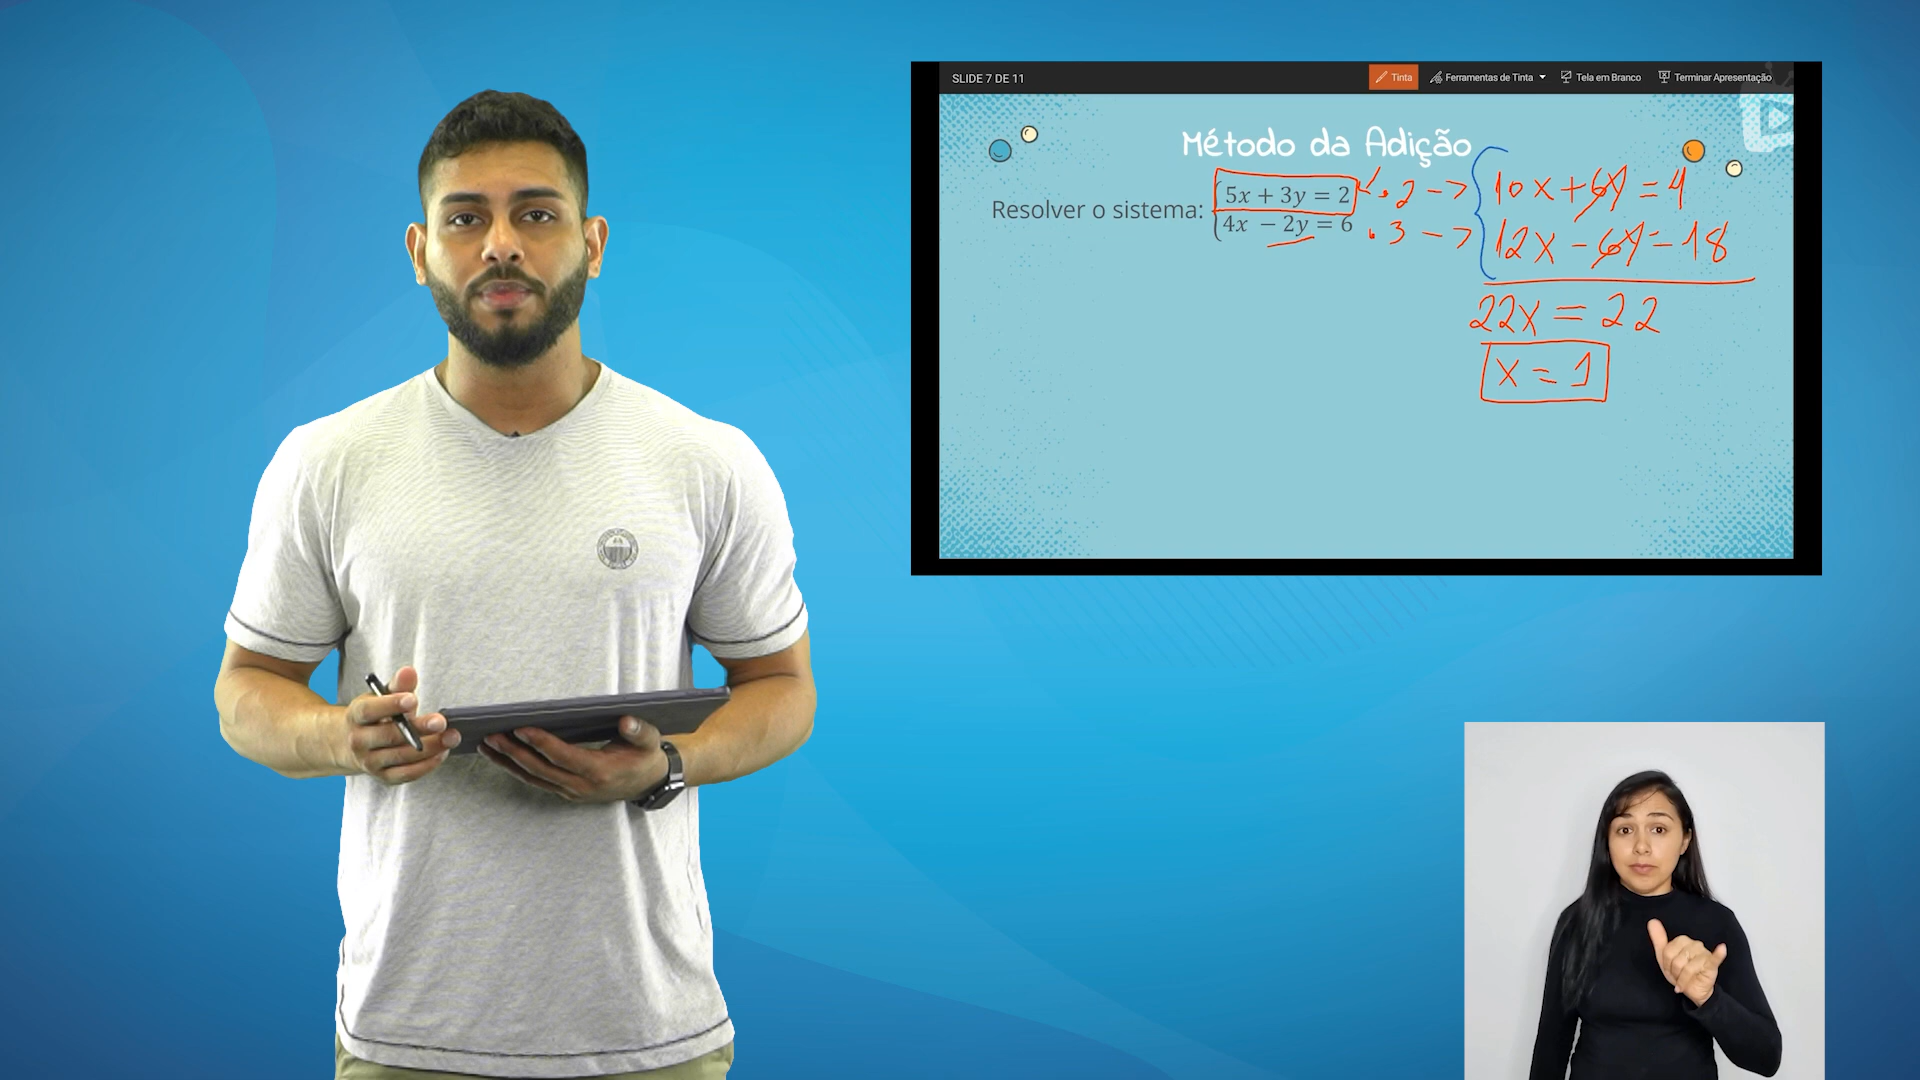 SLIDE 7 DE 11 Tinta Ferramentas de Tinta Tela em Branco Terminar Apresentação
Método da Adição
Resolver o sistema:
5x + 3y = 2 . 2 -> 10x + 6y = 4
4x − 2y = 6 . 3 -> 12x - 6y = 18
22x = 22
x = 1